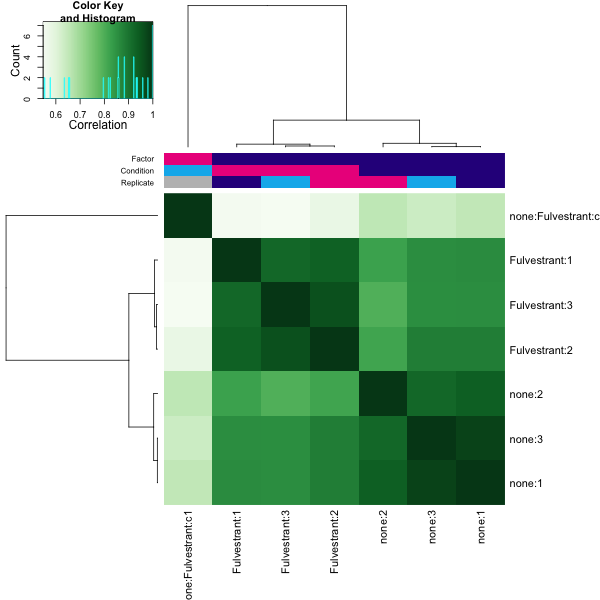 Color Key
and Histogram
Count
0 2 4 6
0.6 0.7 0.8 0.9 1
Correlation
Factor
Condition
Replicate
none:Fulvestrant:c
Fulvestrant:1
Fulvestrant:3
Fulvestrant:2
none:2
none:3
none:1
one:Fulvestrant:c1
Fulvestrant:1
Fulvestrant:3
Fulvestrant:2
none:2
none:3
none:1